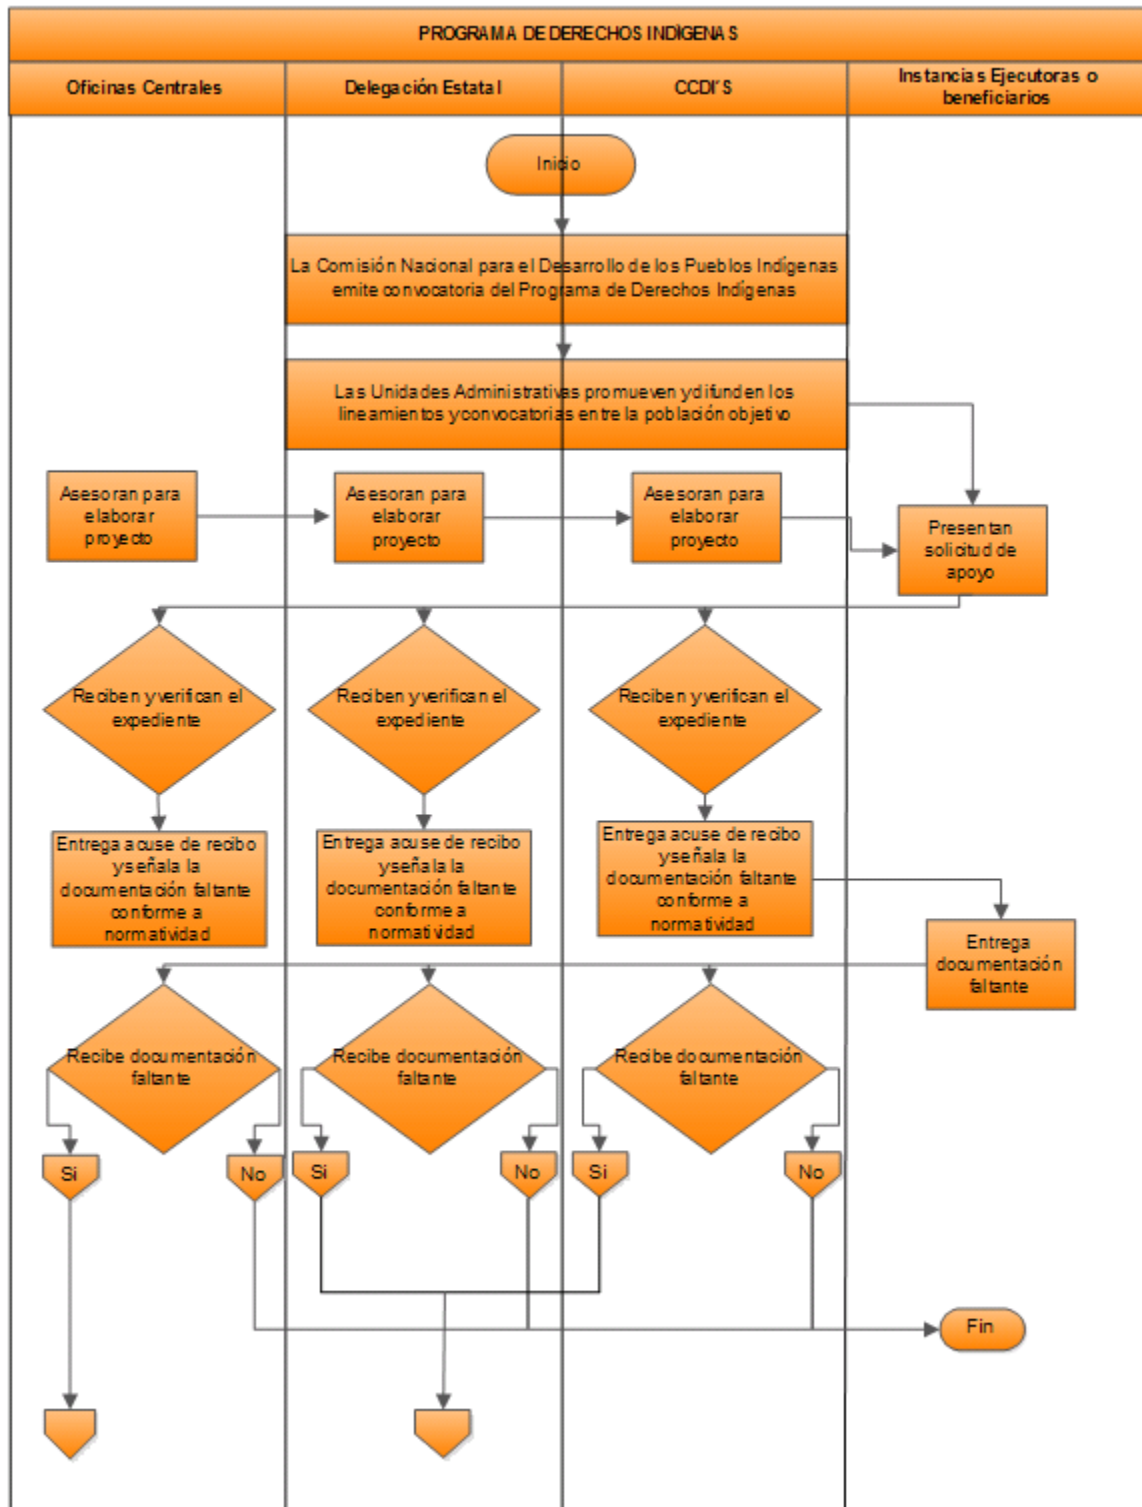 PROGRAMA DE DERECHOS INDÍGENAS
Oficinas Centrales
Delegación Estatal
CCDI'S
Instancias Ejecutoras o
beneficiarios
Inicio
La Comisión Nacional para el Desarrollo de los Pueblos Indígenas
emite convocatoria del Programa de Derechos Indígenas
Las Unidades Administrativas promueven y difunden los
lineamientos y convocatorias entre la población objetivo
Asesoran para
elaborar
proyecto
Asesoran para
elaborar
proyecto
Asesoran para
elaborar
proyecto
Presentan
solicitud de
apoyo
Reciben y verifican el
expediente
Reciben y verifican el
expediente
Reciben y verifican el
expediente
Entrega acuse de recibo
y señala la
documentación faltante
conforme a
normatividad
Entrega acuse de recibo
y señala la
documentación faltante
conforme a
normatividad
Entrega acuse de recibo
y señala la
documentación faltante
conforme a
normatividad
Entrega
documentación
faltante
Recibe documentación
faltante
Recibe documentación
faltante
Recibe documentación
faltante
Si
No
Si
No
Si
No
Fin